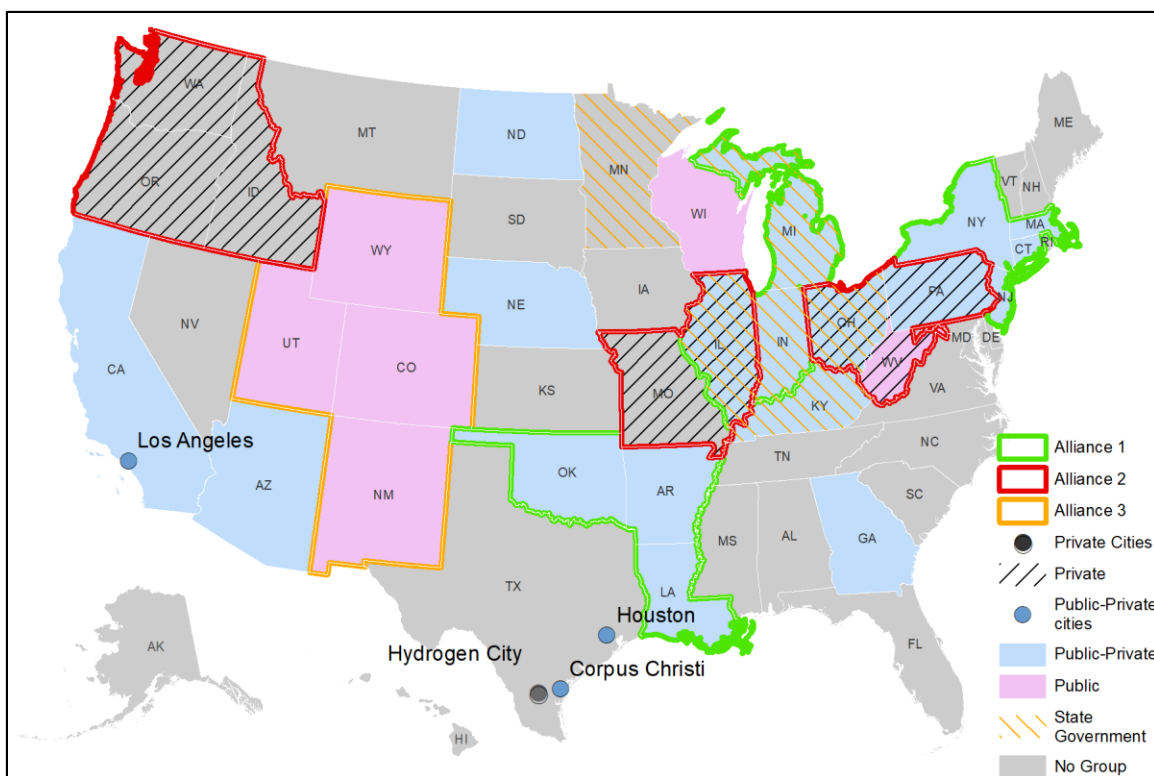 WA
MT
ND
MN
ME
OR
ID
SD
WI
MI
NY
VT
NH
MA
CT
RI
WY
IA
NE
PA
NJ
NV
UT
CO
IL
IN
OH
MD
DE
WV
VA
CA
KS
MO
KY
Los Angeles
AZ
NM
OK
AR
TN
NC
SC
MS
AL
GA
TX
LA
Houston
Hydrogen City
Corpus Christi
FL
AK
HI
Alliance 1
Alliance 2
Alliance 3
Private Cities
Private
Public-Private
cities
Public-Private
Public
State
Government
No Group